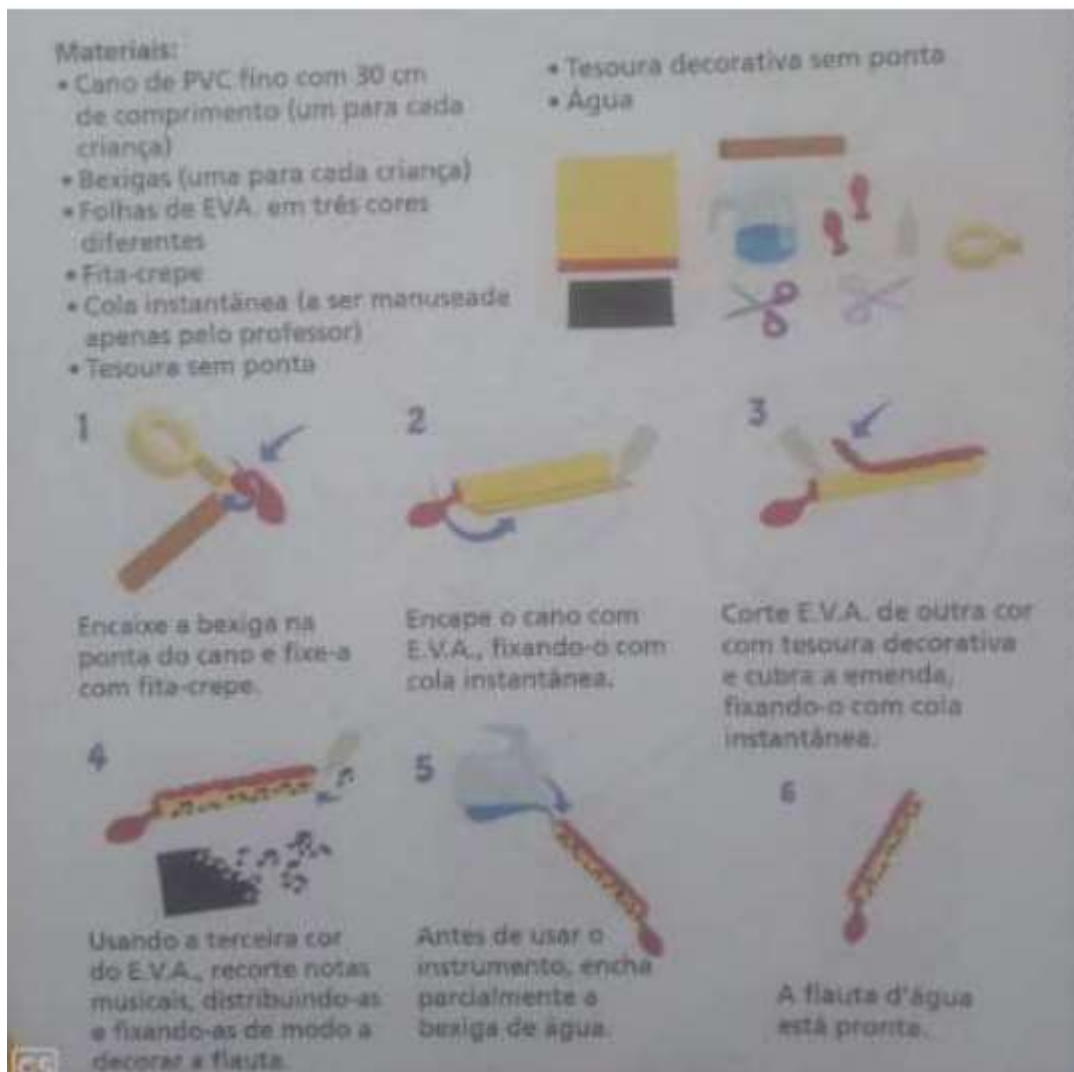 Materiais:
• Cano de PVC fino com 30 cm
de comprimento (um para cada
criança)
• Bexigas (uma para cada criança)
• Folhas de EVA. em três cores
diferentes
• Fita-crepe
• Cola instantânea (a ser manuseade
apenas pelo professor)
• Tesoura sem ponta
• Tesoura decorativa sem ponta
• Água
1
Encaixe a bexiga na
ponta do cano e fixe-a
com fita-crepe.
2
Encape o cano com
E.V.A., fixando-o com
cola instantânea.
3
Corte E.V.A. de outra cor
com tesoura decorativa
e cubra a emenda,
fixando-o com cola
instantânea.
4
Usando a terceira cor
do E.V.A., recorte notas
musicais, distribuindo-as
e fixando-as de modo a
decorar a flauta.
5
Antes de usar o
instrumento, encha
parcialmente a
bexiga de água.
6
A flauta d'água
está pronta.